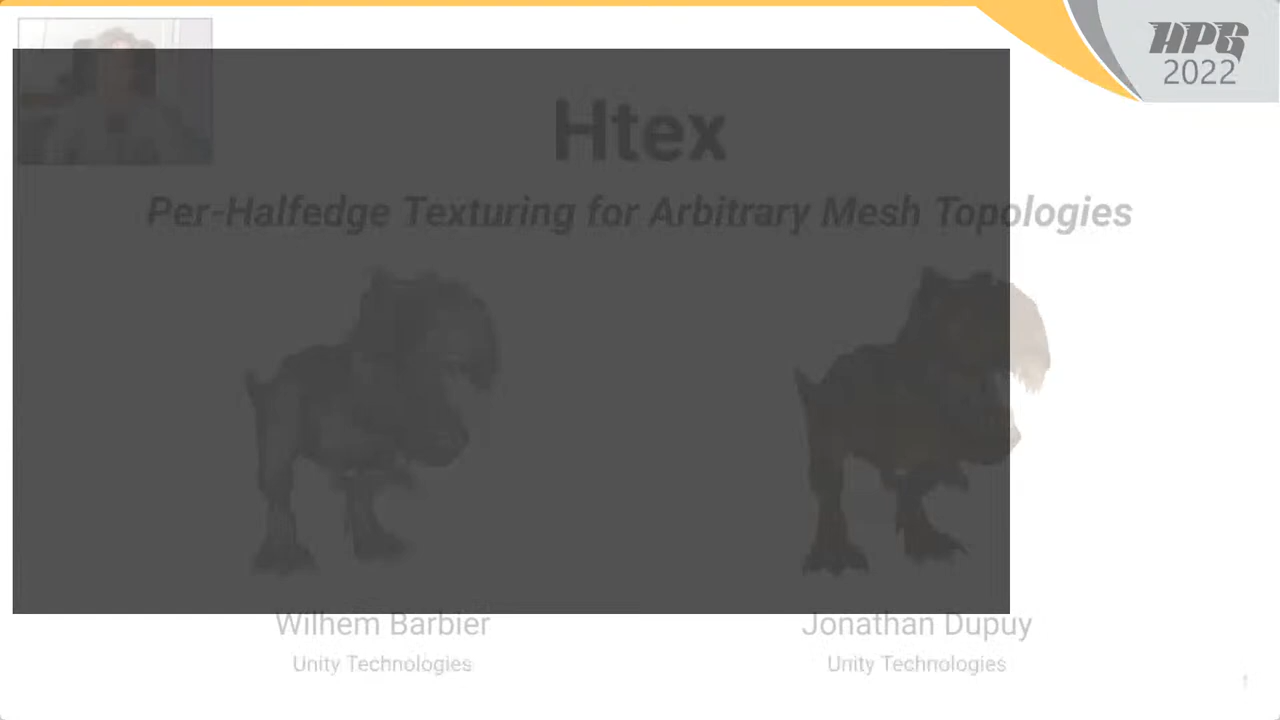 HPG
2022
Htex
Per-Halfedge Texturing for Arbitrary Mesh Topologies
Wilhem Barbier
Jonathan Dupuy
Unity Technologies
Unity Technologies